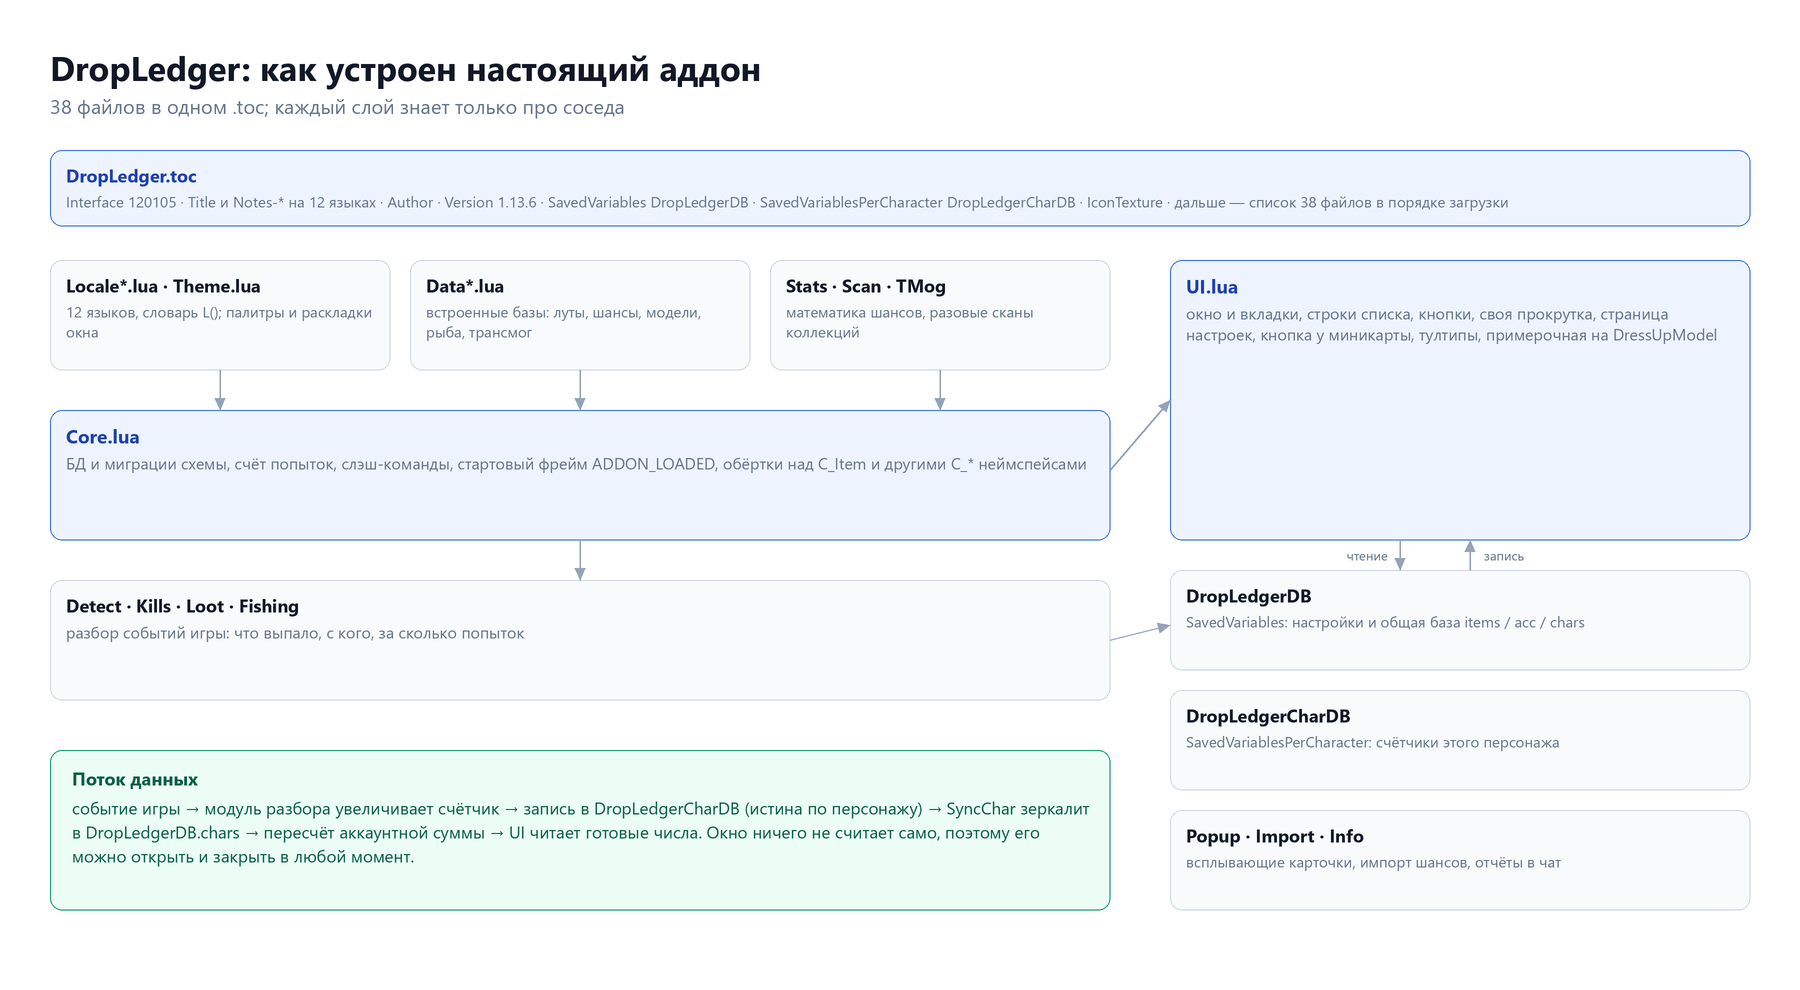 DropLedger: как устроен настоящий аддон
38 файлов в одном .toc; каждый слой знает только про соседа
DropLedger.toc
Interface 120105 · Title и Notes-* на 12 языках · Author · Version 1.13.6 · SavedVariables DropLedgerDB · SavedVariablesPerCharacter DropLedgerCharDB · IconTexture · дальше — список 38 файлов в порядке загрузки
Locale*.lua · Theme.lua
12 языков, словарь L(); палитры и раскладки
окна
Data*.lua
встроенные базы: луты, шансы, модели,
рыба, трансмог
Stats · Scan · TMog
математика шансов, разовые сканы
коллекций
UI.lua
окно и вкладки, строки списка, кнопки, своя прокрутка, страница
настроек, кнопка у миникарты, тултипы, примерочная на DressUpModel
Core.lua
БД и миграции схемы, счёт попыток, слэш-команды, стартовый фрейм ADDON_LOADED, обёртки над C_Item и другими C_* неймспейсами
чтение
запись
Detect · Kills · Loot · Fishing
разбор событий игры: что выпало, с кого, за сколько попыток
DropLedgerDB
SavedVariables: настройки и общая база items / acc / chars
DropLedgerCharDB
SavedVariablesPerCharacter: счётчики этого персонажа
Поток данных
событие игры → модуль разбора увеличивает счётчик → запись в DropLedgerCharDB (истина по персонажу) → SyncChar зеркалит
в DropLedgerDB.chars → пересчёт аккаунтной суммы → UI читает готовые числа. Окно ничего не считает само, поэтому его
можно открыть и закрыть в любой момент.
Popup · Import · Info
всплывающие карточки, импорт шансов, отчёты в чат